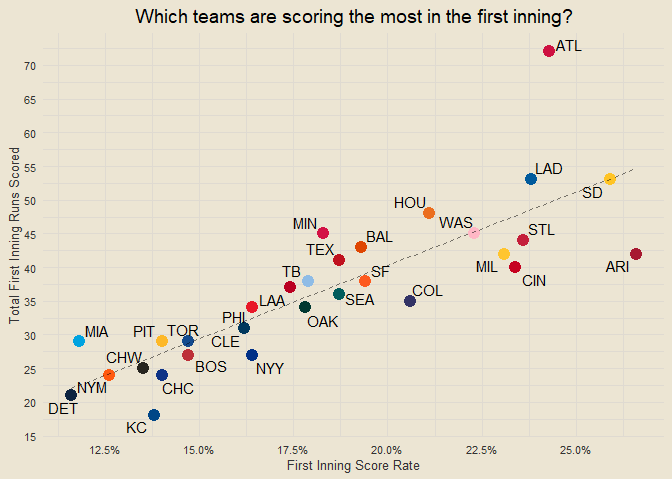 Which teams are scoring the most in the first inning?
ATL
70
65
60
55
LAD
SD
50
HOU
WAS
45
MIN
BAL
STL
TEX
MIL
ARI
40
TB
SF
CIN
SEA
COL
35
LAA
OAK
PHI
30
MIA
PIT
TOR
CLE
CHW
BOS
NYY
25
NYM
CHC
DET
20
KC
15
12.5%
15.0%
17.5%
20.0%
22.5%
25.0%
First Inning Score Rate
Total First Inning Runs Scored